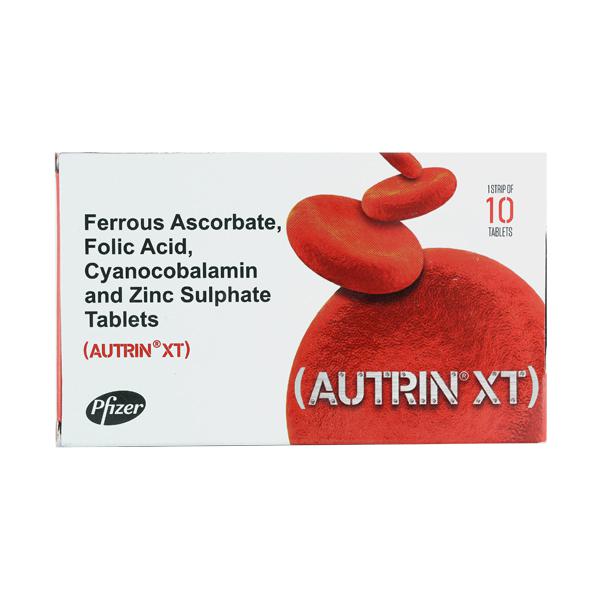 Ferrous Ascorbate,
Folic Acid,
Cyanocobalamin
and Zinc Sulphate
Tablets
(AUTRIN® XT)
Pfizer
1 STRIP OF
10
TABLETS
(AUTRIN® XT)